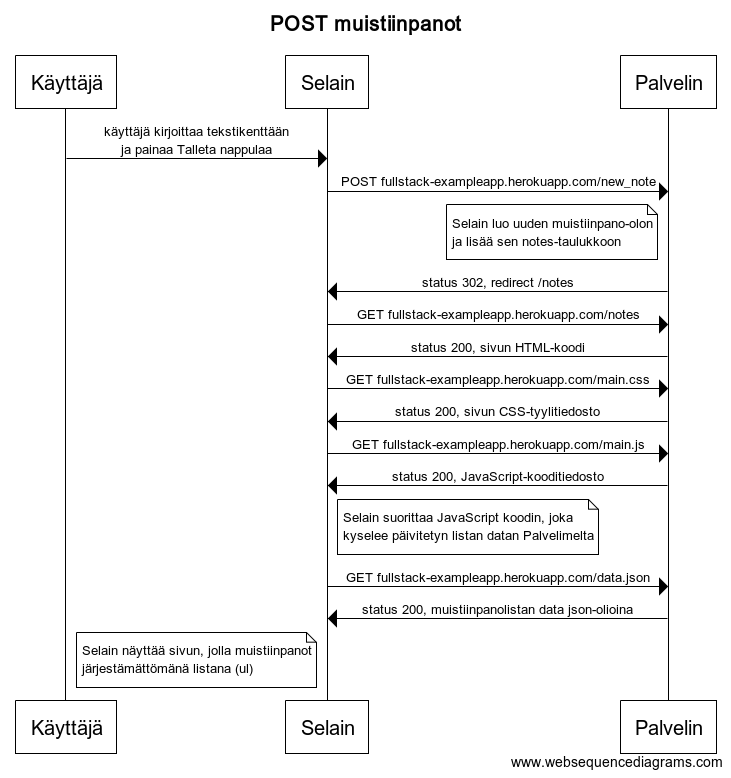 POST muistiinpanot
Käyttäjä
Selain
Palvelin
käyttäjä kirjoittaa tekstikenttään
ja painaa Talleta nappulaa
POST fullstack-exampleapp.herokuapp.com/new_note
Selain luo uuden muistiinpano-olon
ja lisää sen notes-taulukkoon
status 302, redirect /notes
GET fullstack-exampleapp.herokuapp.com/notes
status 200, sivun HTML-koodi
GET fullstack-exampleapp.herokuapp.com/main.css
status 200, sivun CSS-tyylitiedosto
GET fullstack-exampleapp.herokuapp.com/main.js
status 200, JavaScript-kooditiedosto
Selain suorittaa JavaScript koodin, joka
kyselee päivitetyn listan datan Palvelimelta
GET fullstack-exampleapp.herokuapp.com/data.json
status 200, muistiinpanolistan data json-olioina
Selain näyttää sivun, jolla muistiinpanot
järjestämättömänä listana (ul)
Käyttäjä
Selain
Palvelin
www.websequencediagrams.com